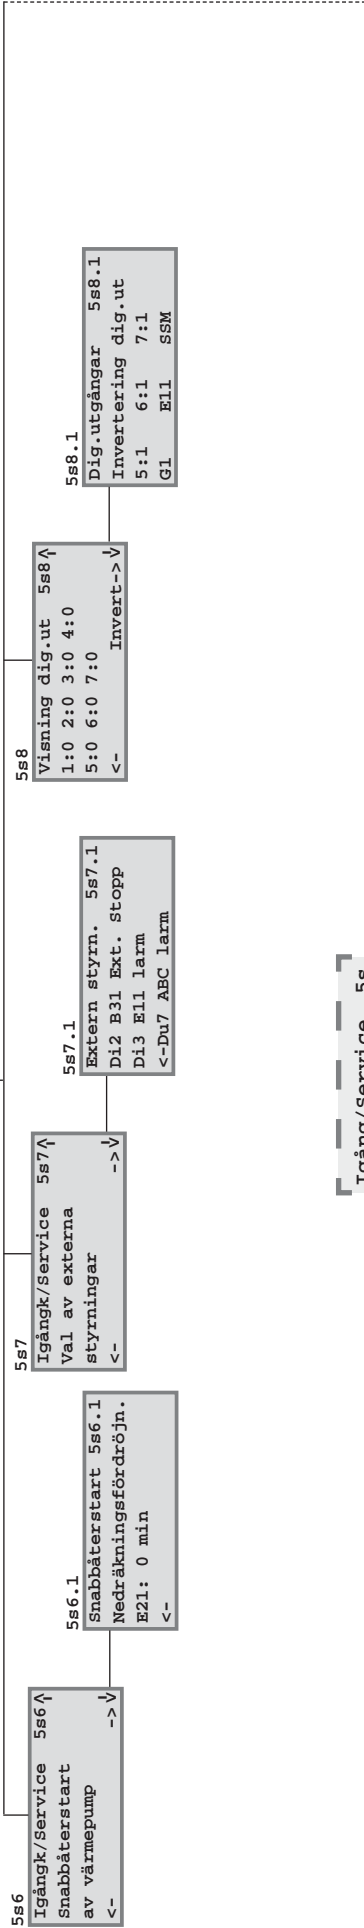 5s6
Igångk/Service 5s6^
Snabbåterstart
av värmepump
<- ->V
5s6.1
Snabbåterstart 5s6.1
Nedräkningsfördröjn.
E21: 0 min
<-
5s7
Igångk/Service 5s7^
Val av externa
styrningar
<- ->V
5s7.1
Extern styrn. 5s7.1
Di2 B31 Ext. stopp
Di3 E11 larm
<-Du7 ABC larm
5s8
Visning dig.ut 5s8^
1:0 2:0 3:0 4:0
5:0 6:0 7:0
<- Invert->V
5s8.1
Dig.utgångar 5s8.1
Invertering dig.ut
5:1 6:1 7:1
G1 E11 SSM